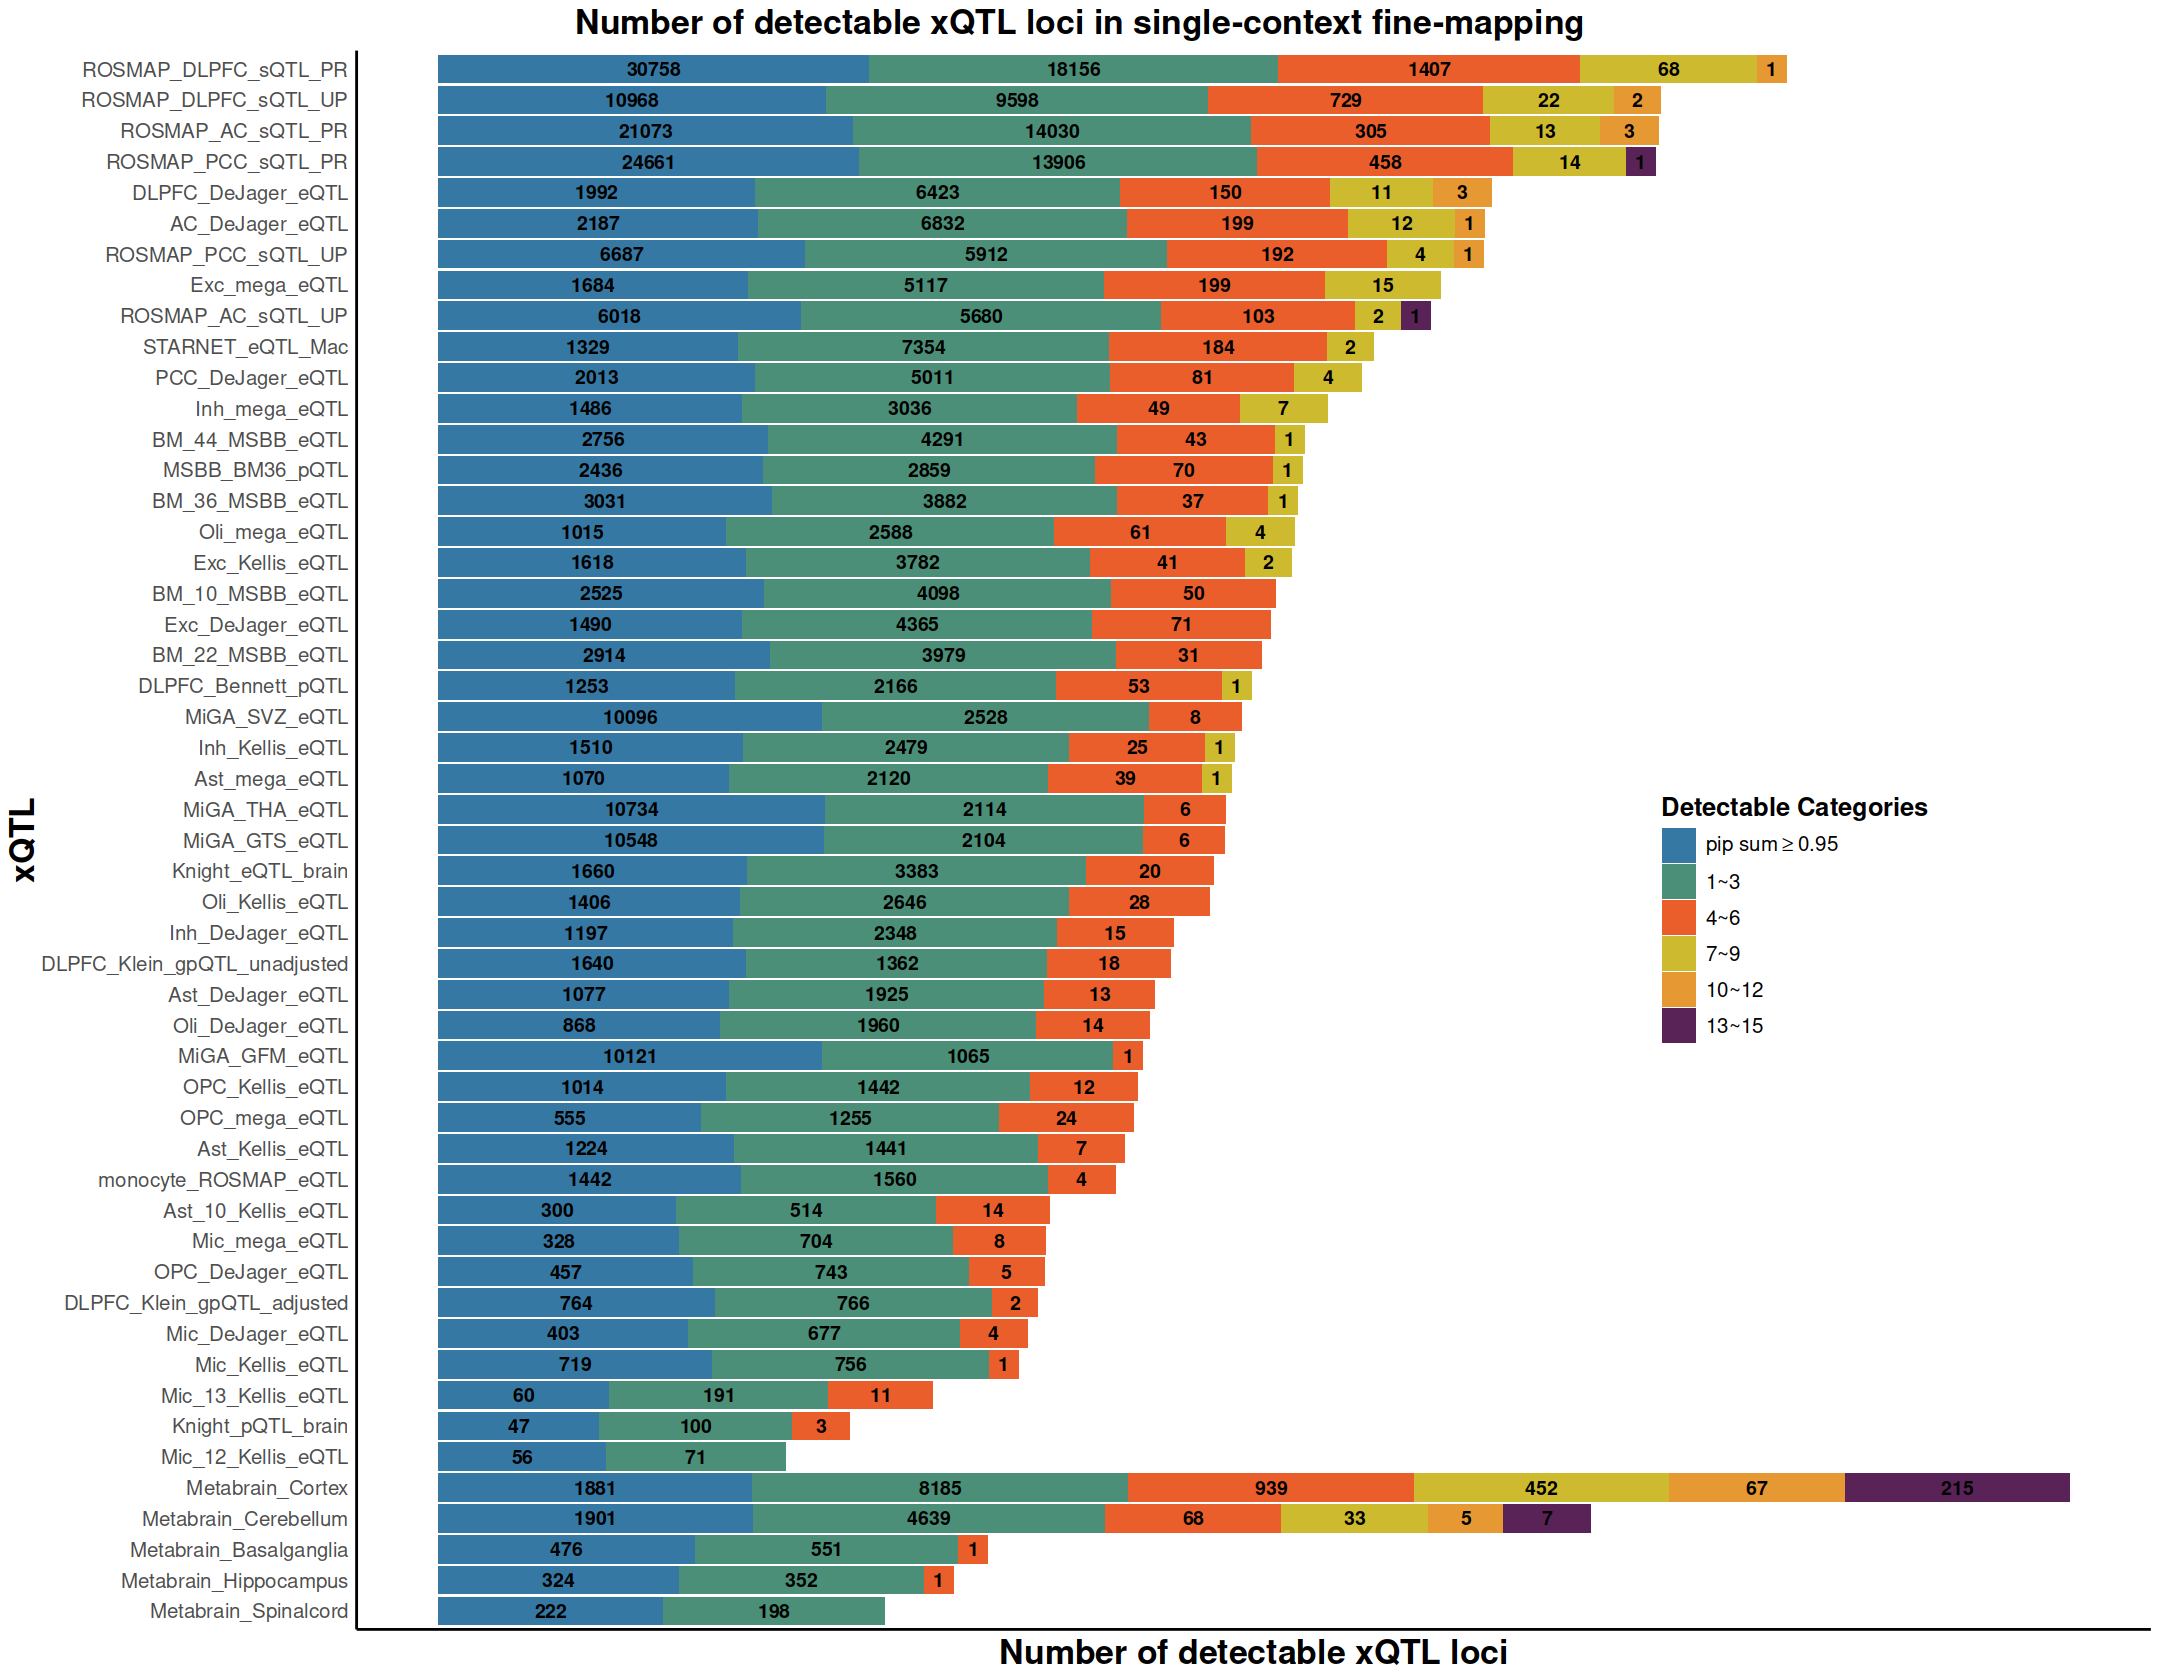 Number of detectable xQTL loci in single-context fine-mapping
ROSMAP_DLPFC_sQTL_PR 30758 18156 1407 68 1
ROSMAP_DLPFC_sQTL_UP 10968 9598 729 22 2
ROSMAP_AC_sQTL_PR 21073 14030 305 13 3
ROSMAP_PCC_sQTL_PR 24661 13906 458 14 1
DLPFC_DeJager_eQTL 1992 6423 150 11 3
AC_DeJager_eQTL 2187 6832 199 12 1
ROSMAP_PCC_sQTL_UP 6687 5912 192 4 1
Exc_mega_eQTL 1684 5117 199 15
ROSMAP_AC_sQTL_UP 6018 5680 103 2 1
STARNET_eQTL_Mac 1329 7354 184 2
PCC_DeJager_eQTL 2013 5011 81 4
Inh_mega_eQTL 1486 3036 49 7
BM_44_MSBB_eQTL 2756 4291 43 1
MSBB_BM36_pQTL 2436 2859 70 1
BM_36_MSBB_eQTL 3031 3882 37 1
Oli_mega_eQTL 1015 2588 61 4
Exc_Kellis_eQTL 1618 3782 41 2
BM_10_MSBB_eQTL 2525 4098 50
Exc_DeJager_eQTL 1490 4365 71
BM_22_MSBB_eQTL 2914 3979 31
DLPFC_Bennett_pQTL 1253 2166 53 1
MiGA_SVZ_eQTL 10096 2528 8
Inh_Kellis_eQTL 1510 2479 25 1
Ast_mega_eQTL 1070 2120 39 1
MiGA_THA_eQTL 10734 2114 6
MiGA_GTS_eQTL 10548 2104 6
Knight_eQTL_brain 1660 3383 20
Oli_Kellis_eQTL 1406 2646 28
Inh_DeJager_eQTL 1197 2348 15
DLPFC_Klein_gpQTL_unadjusted 1640 1362 18
Ast_DeJager_eQTL 1077 1925 13
Oli_DeJager_eQTL 868 1960 14
MiGA_GFM_eQTL 10121 1065 1
OPC_Kellis_eQTL 1014 1442 12
OPC_mega_eQTL 555 1255 24
Ast_Kellis_eQTL 1224 1441 7
monocyte_ROSMAP_eQTL 1442 1560 4
Ast_10_Kellis_eQTL 300 514 14
Mic_mega_eQTL 328 704 8
OPC_DeJager_eQTL 457 743 5
DLPFC_Klein_gpQTL_adjusted 764 766 2
Mic_DeJager_eQTL 403 677 4
Mic_Kellis_eQTL 719 756 1
Mic_13_Kellis_eQTL 60 191 11
Knight_pQTL_brain 47 100 3
Mic_12_Kellis_eQTL 56 71
Metabrain_Cortex 1881 8185 939 452 67 215
Metabrain_Cerebellum 1901 4639 68 33 5 7
Metabrain_Basalganglia 476 551 1
Metabrain_Hippocampus 324 352 1
Metabrain_Spinalcord 222 198
xQTL
Number of detectable xQTL loci
Detectable Categories
pip sum ≥ 0.95
1~3
4~6
7~9
10~12
13~15